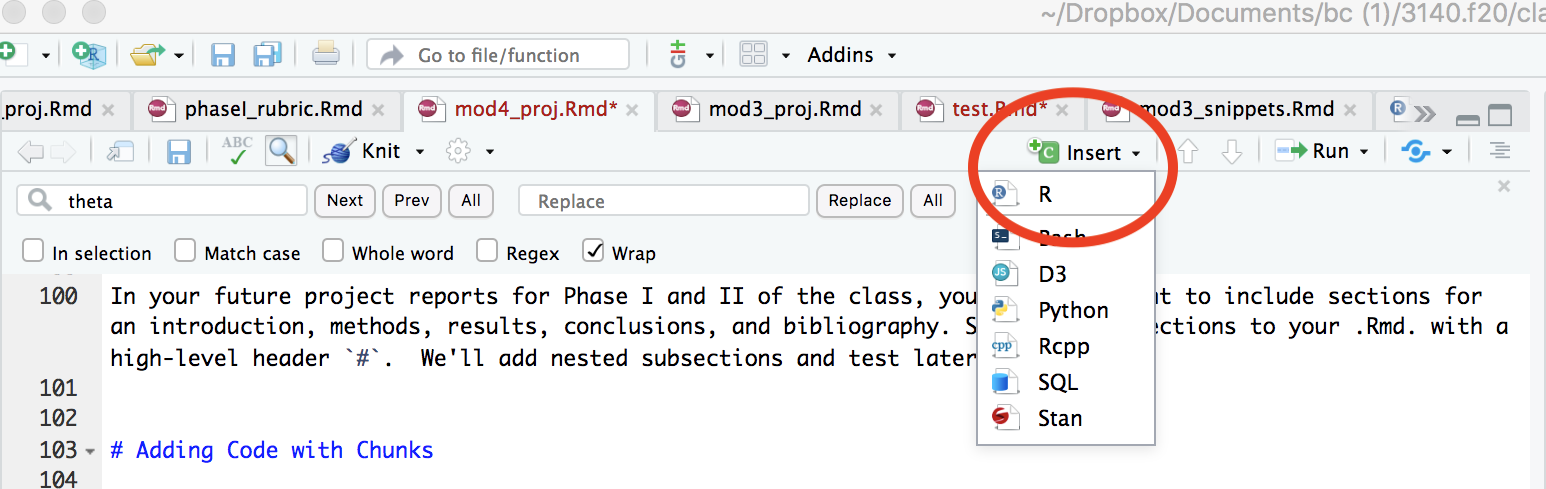 ~/Dropbox/Documents/bc (1)/3140.f20/cla
Go to file/function
Addins
_proj.Rmd
phaseI_rubric.Rmd
mod4_proj.Rmd*
mod3_proj.Rmd
test.Rmd*
mod3_snippets.Rmd
ABC
Knit
Insert
Run
theta
Next
Prev
All
Replace
Replace
All
R
In selection
Match case
Whole word
Regex
Wrap
Bash
D3
Python
Rcpp
SQL
Stan
100 In your future project reports for Phase I and II of the class, you t to include sections for
an introduction, methods, results, conclusions, and bibliography. S ections to your .Rmd. with a
high-level header `#`. We'll add nested subsections and test later
101
102
103 # Adding Code with Chunks
104